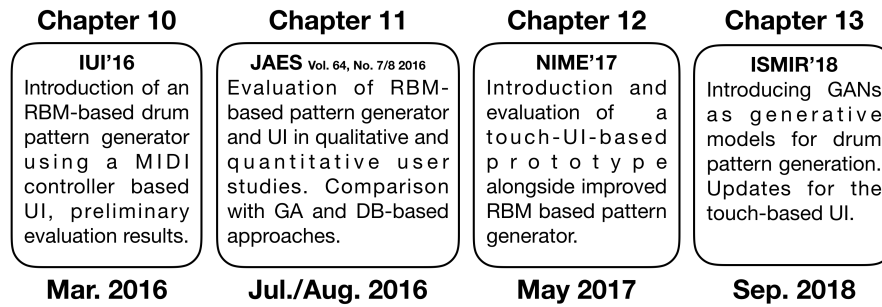 Chapter 10
IUI'16
Introduction of an
RBM-based drum
pattern generator
using a MIDI
controller based
UI, preliminary
evaluation results.
Mar. 2016
Chapter 11
JAES Vol. 64, No. 7/8 2016
Evaluation of RBM-
based pattern generator
and UI in qualitative and
quantitative user
studies. Comparison
with GA and DB-based
approaches.
Jul./Aug. 2016
Chapter 12
NIME'17
Introduction and
evaluation of a
touch-UI-based
prototype
alongside improved
RBM based pattern
generator.
May 2017
Chapter 13
ISMIR'18
Introducing GANs
as generative
models for drum
pattern generation.
Updates for the
touch-based UI.
Sep. 2018